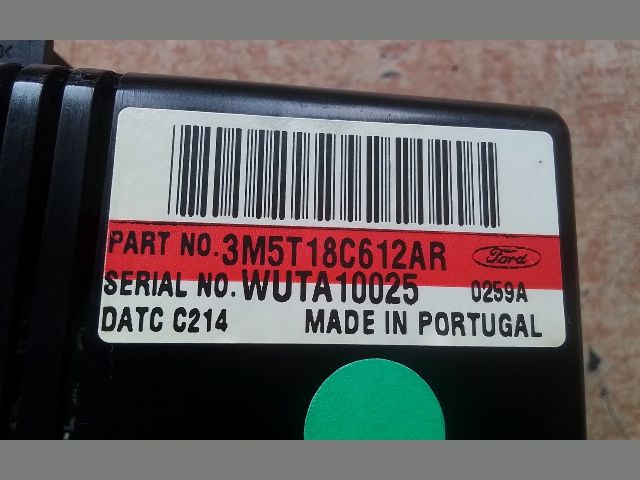 PART NO. 3M5T18C612AR Ford
SERIAL NO. WUTA10025 0259A
DATC C214 MADE IN PORTUGAL